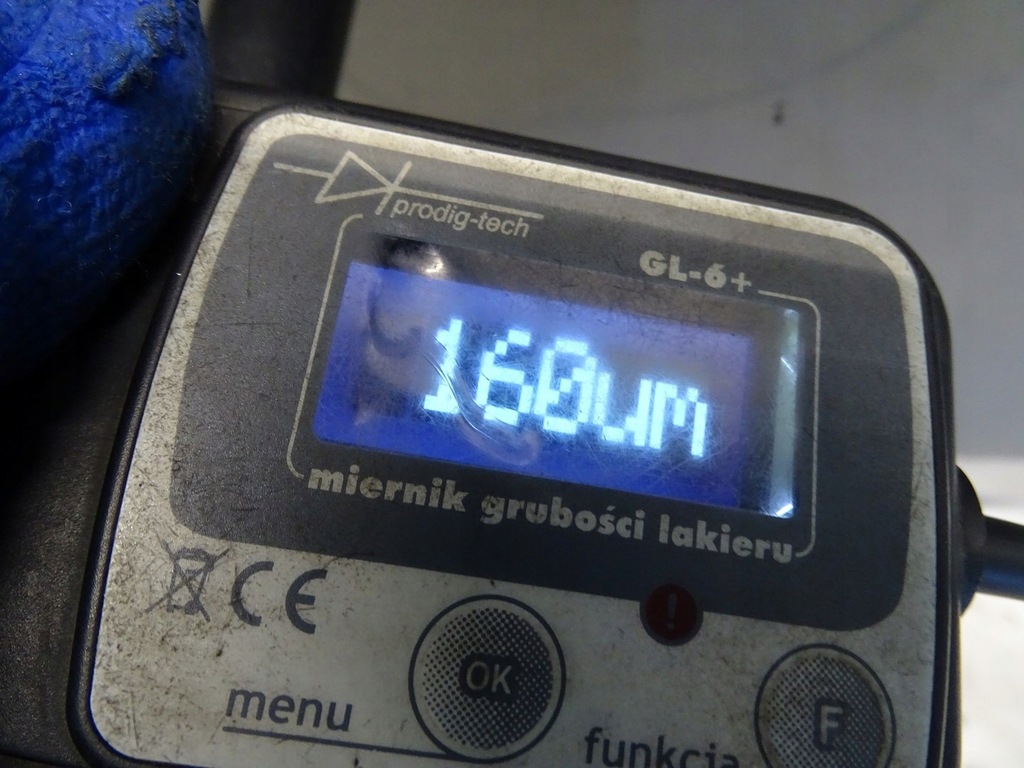 prodig-tech
GL-6+
160um
miernik grubości lakieru
CE
!
OK
menu
F
funkcja